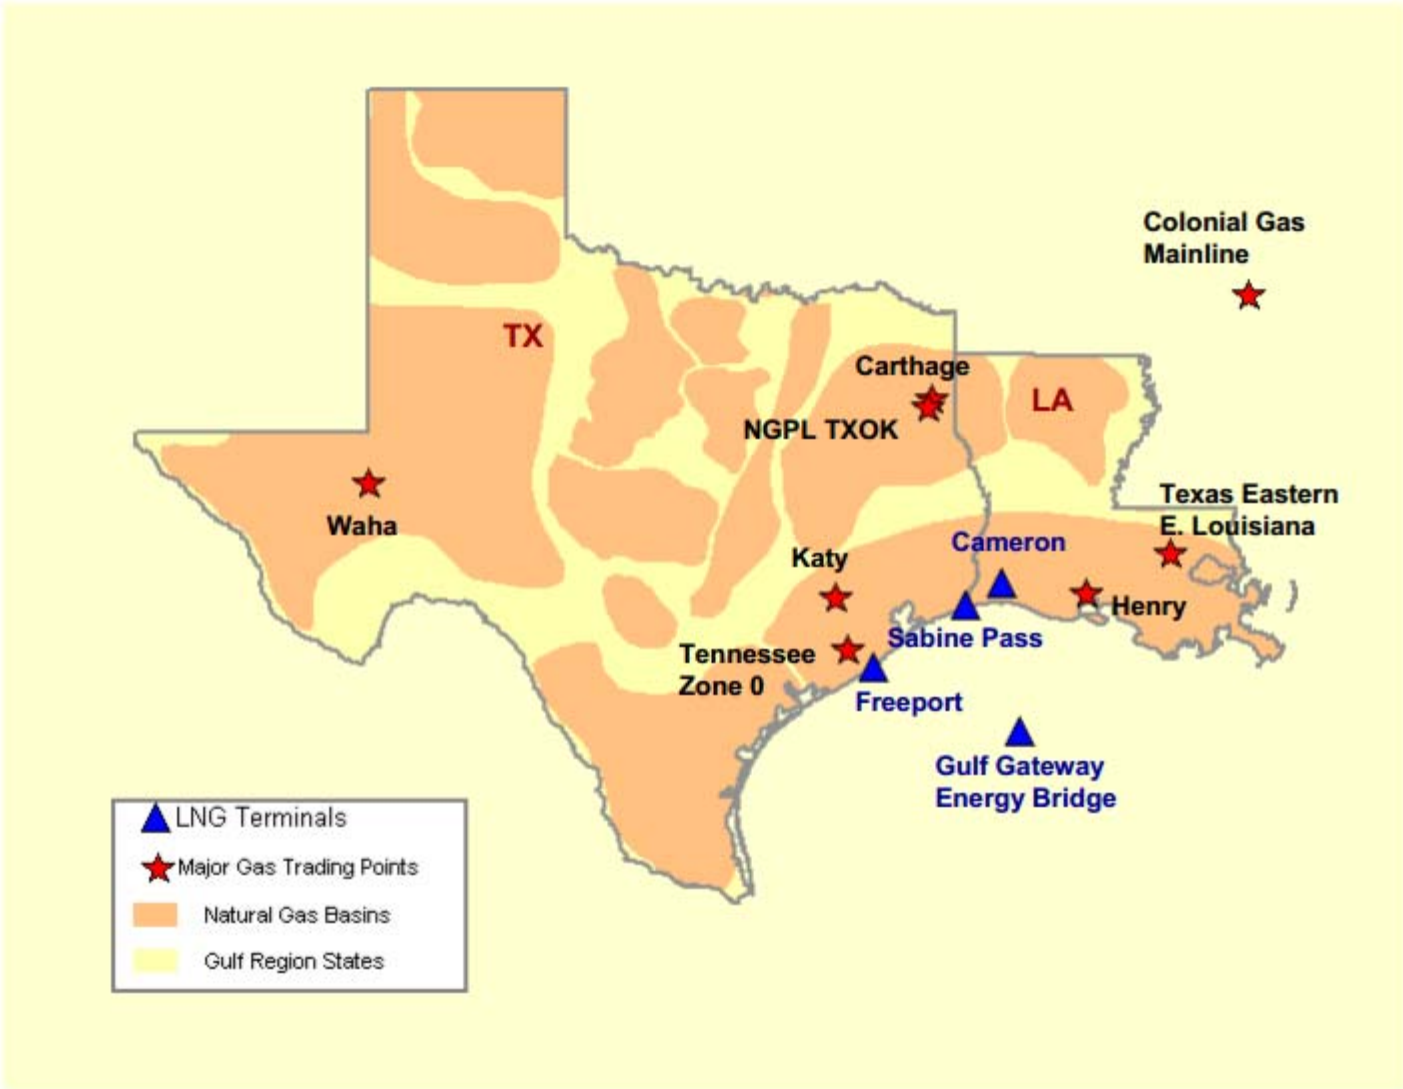 Colonial Gas
Mainline
TX
Carthage
LA
NGPL TXOK
Texas Eastern
E. Louisiana
Waha
Cameron
Katy
Henry
Sabine Pass
Tennessee
Zone 0
Freeport
Gulf Gateway
Energy Bridge
LNG Terminals
Major Gas Trading Points
Natural Gas Basins
Gulf Region States